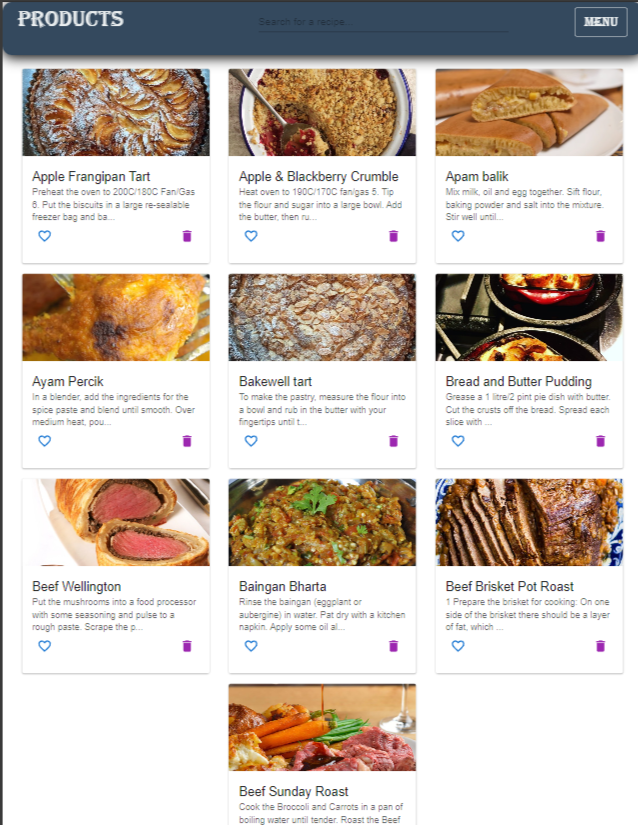 PRODUCTS
Search for a recipe...
MENU
Apple Frangipan Tart
Preheat the oven to 200C/180C Fan/Gas
6. Put the biscuits in a large re-sealable
freezer bag and ba...
Apple & Blackberry Crumble
Heat oven to 190C/170C fan/gas 5. Tip
the flour and sugar into a large bowl. Add
the butter, then ru...
Apam balik
Mix milk, oil and egg together. Sift flour,
baking powder and salt into the mixture.
Stir well until...
Ayam Percik
In a blender, add the ingredients for the
spice paste and blend until smooth. Over
medium heat, pou...
Bakewell tart
To make the pastry, measure the flour into
a bowl and rub in the butter with your
fingertips until t...
Bread and Butter Pudding
Grease a 1 litre/2 pint pie dish with butter.
Cut the crusts off the bread. Spread each
slice with ...
Beef Wellington
Put the mushrooms into a food processor
with some seasoning and pulse to a
rough paste. Scrape the p...
Baingan Bharta
Rinse the baingan (eggplant or
aubergine) in water. Pat dry with a kitchen
napkin. Apply some oil al...
Beef Brisket Pot Roast
1 Prepare the brisket for cooking: On one
side of the brisket there should be a layer
of fat, which ...
Beef Sunday Roast
Cook the Broccoli and Carrots in a pan of
boiling water until tender. Roast the Beef